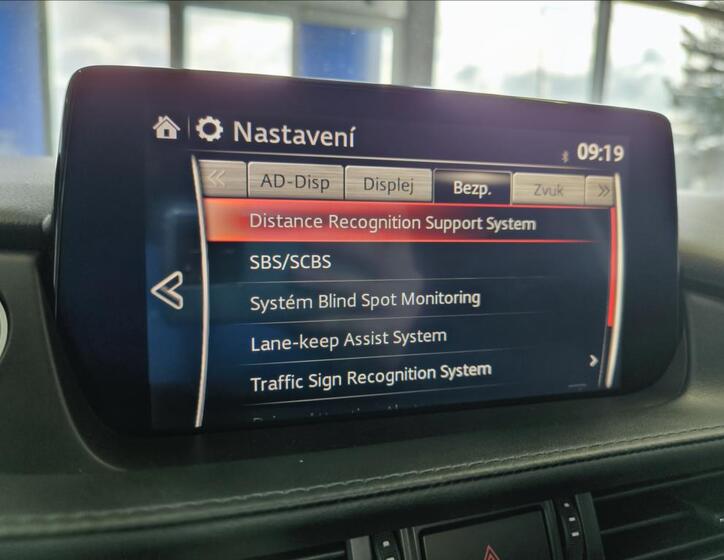 Nastavení
09:19
AD-Disp Displej Bezp. Zvuk
Distance Recognition Support System
SBS/SCBS
Systém Blind Spot Monitoring
Lane-keep Assist System
Traffic Sign Recognition System